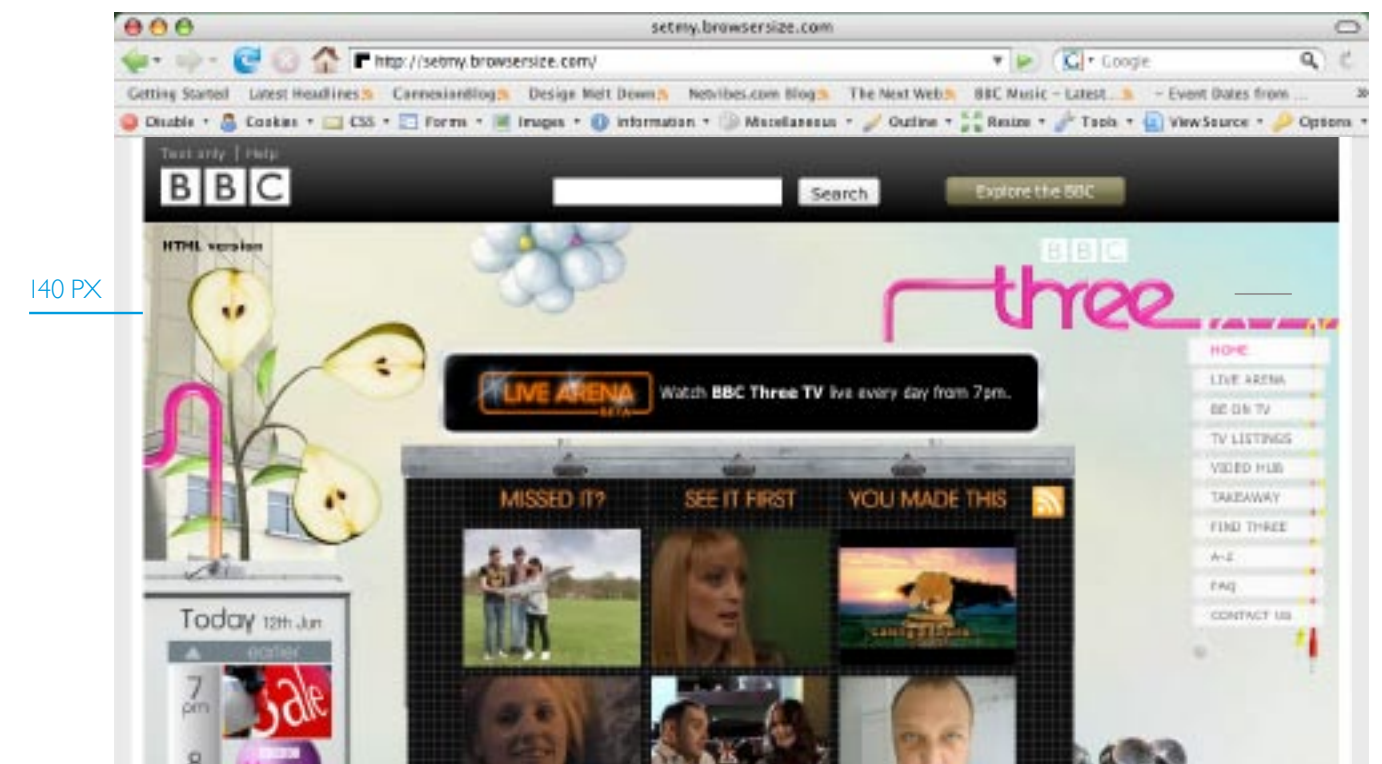 setmy.browsersize.com
http://setmy.browsersize.com/
Google
Getting Started Latest Headlines ConnexionBlog Design Melt Down Netvibes.com Blog The Next Web BBC Music - Latest ... - Event Dates from ...
Disable Cookies CSS Forms Images Information Miscellaneous Outline Resize Tools View Source Options
Text only | Help
BBC
Search
Explore the BBC
HTML version
BBC
three
140 PX
HOME
LIVE ARENA
BE ON TV
TV LISTINGS
VIDEO HUB
TAKEAWAY
FIND THREE
A-Z
FAQ
CONTACT US
LIVE ARENA
BETA
Watch BBC Three TV live every day from 7pm.
MISSED IT? SEE IT FIRST YOU MADE THIS
Today 12th Jun
earlier
7
pm
Sale
8
BBC